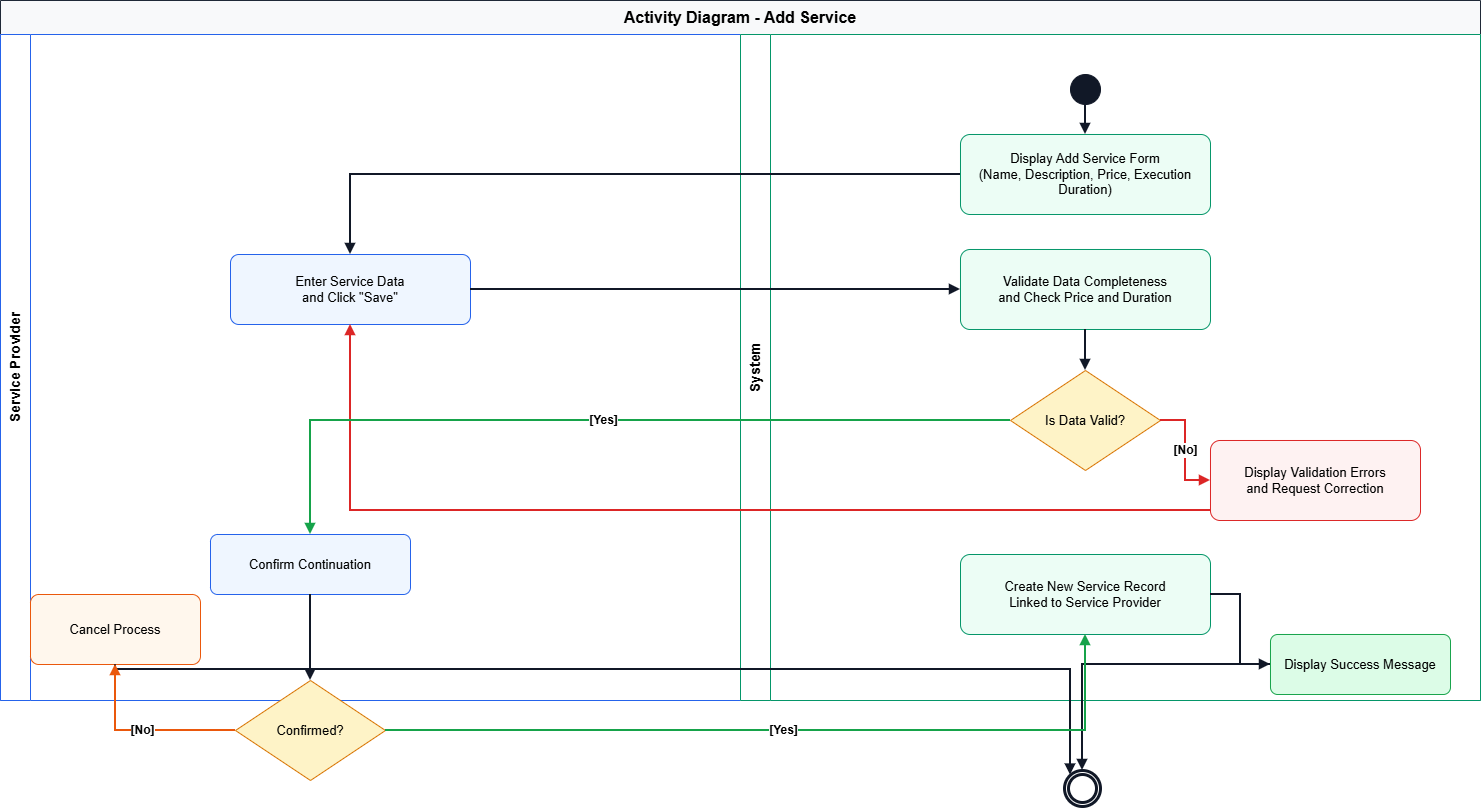 Activity Diagram - Add Service
Service Provider
System
Display Add Service Form
(Name, Description, Price, Execution
Duration)
Enter Service Data
and Click "Save"
Validate Data Completeness
and Check Price and Duration
Is Data Valid?
[Yes]
[No]
Display Validation Errors
and Request Correction
Confirm Continuation
Create New Service Record
Linked to Service Provider
Cancel Process
Display Success Message
Confirmed?
[No]
[Yes]